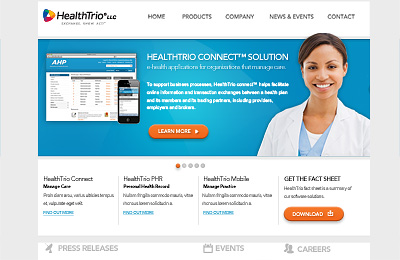 HealthTrio® LLC
EXCHANGE. WHAT. ACT™
HOME PRODUCTS COMPANY NEWS & EVENTS CONTACT
HEALTHTRIO CONNECT™ SOLUTION
e-health applications for organizations that manage care.
To support business processes, HealthTrio connect™ helps facilitate
online information and transaction exchanges between a health plan
and its members and its trading partners, including providers,
employers and brokers.
AHP
LEARN MORE
HealthTrio Connect
Manage Care
Proin diam arcu, varius ultricies tempus
et, vulputate eget velit.
FIND OUT MORE
HealthTrio PHR
Personal Health Record
Nullam fringilla commodo mauris, vitae
rhoncus lorem sollicitudin a.
FIND OUT MORE
HealthTrio Mobile
Manage Practice
Nullam fringilla commodo mauris, vitae
rhoncus lorem sollicitudin a.
FIND OUT MORE
GET THE FACT SHEET
HealthTrio fact sheet is a summary of
our software solutions.
DOWNLOAD
PRESS RELEASES
EVENTS
CAREERS